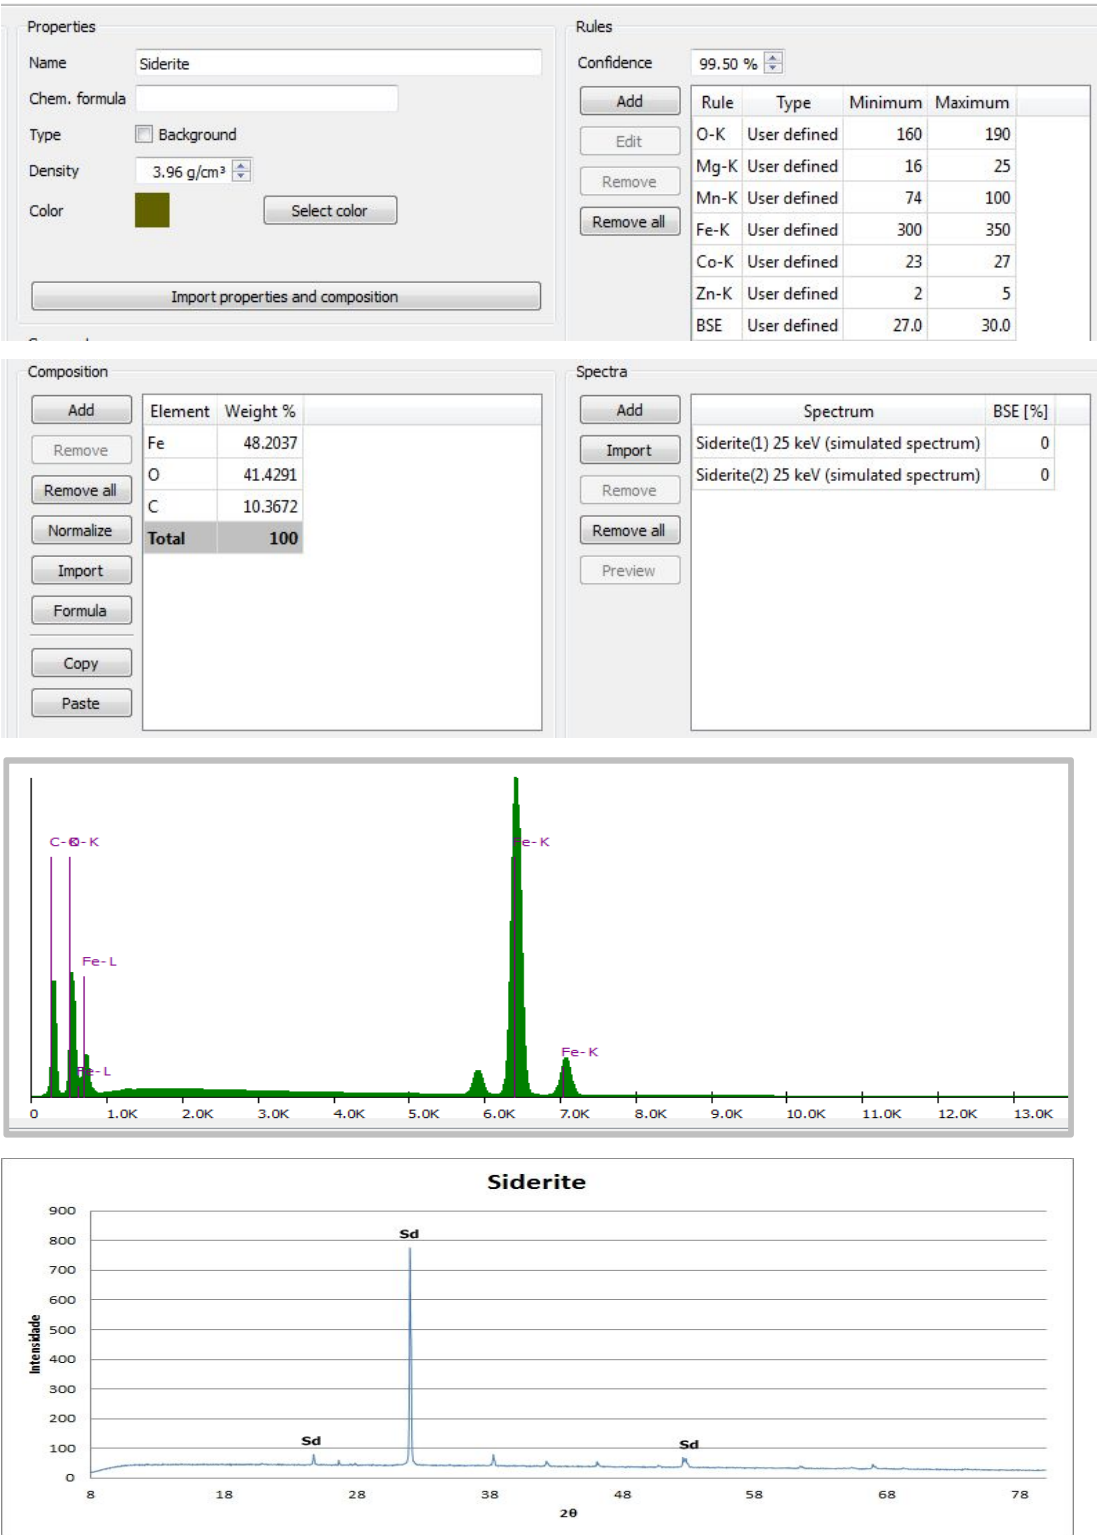 Properties
Name Siderite
Chem. formula
Type Background
Density 3.96 g/cm³
Color Select color
Import properties and composition
Rules
Confidence 99.50 %
Add
Edit
Remove
Remove all
Rule Type Minimum Maximum
O-K User defined 160 190
Mg-K User defined 16 25
Mn-K User defined 74 100
Fe-K User defined 300 350
Co-K User defined 23 27
Zn-K User defined 2 5
BSE User defined 27.0 30.0
Composition
Add
Remove
Remove all
Normalize
Import
Formula
Copy
Paste
Element Weight %
Fe 48.2037
O 41.4291
C 10.3672
Total 100
Spectra
Add
Import
Remove
Remove all
Preview
Spectrum BSE [%]
Siderite(1) 25 keV (simulated spectrum) 0
Siderite(2) 25 keV (simulated spectrum) 0
C-K O-K Fe-K
Fe-L
Fe-K
Fe-L
0 1.0K 2.0K 3.0K 4.0K 5.0K 6.0K 7.0K 8.0K 9.0K 10.0K 11.0K 12.0K 13.0K
Siderite
900
800
700
600
500
400
300
200
100
0
Intensidade
Sd
Sd
Sd
8 18 28 38 48 58 68 78
2θ